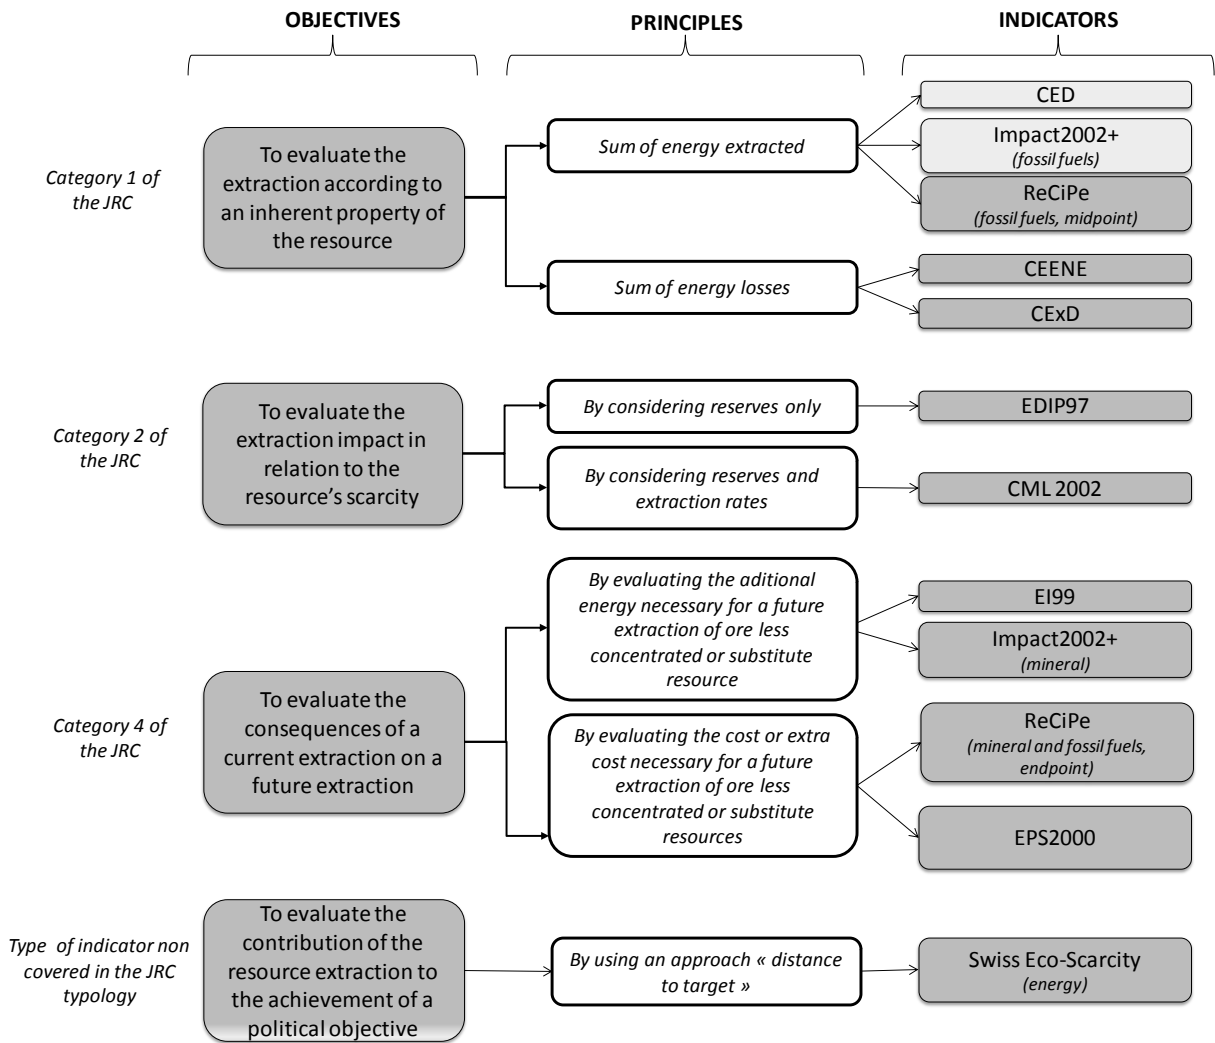 OBJECTIVES
PRINCIPLES
INDICATORS
Category 1 of
the JRC
To evaluate the
extraction according to
an inherent property of
the resource
Sum of energy extracted
CED
Impact2002+
(fossil fuels)
ReCiPe
(fossil fuels, midpoint)
Sum of energy losses
CEENE
CExD
Category 2 of
the JRC
To evaluate the
extraction impact in
relation to the
resource's scarcity
By considering reserves only
EDIP97
By considering reserves and
extraction rates
CML 2002
Category 4 of
the JRC
To evaluate the
consequences of a
current extraction on a
future extraction
By evaluating the aditional
energy necessary for a future
extraction of ore less
concentrated or substitute
resource
EI99
Impact2002+
(mineral)
By evaluating the cost or extra
cost necessary for a future
extraction of ore less
concentrated or substitute
resources
ReCiPe
(mineral and fossil fuels,
endpoint)
EPS2000
Type of indicator non
covered in the JRC
typology
To evaluate the
contribution of the
resource extraction to
the achievement of a
political objective
By using an approach « distance
to target »
Swiss Eco-Scarcity
(energy)